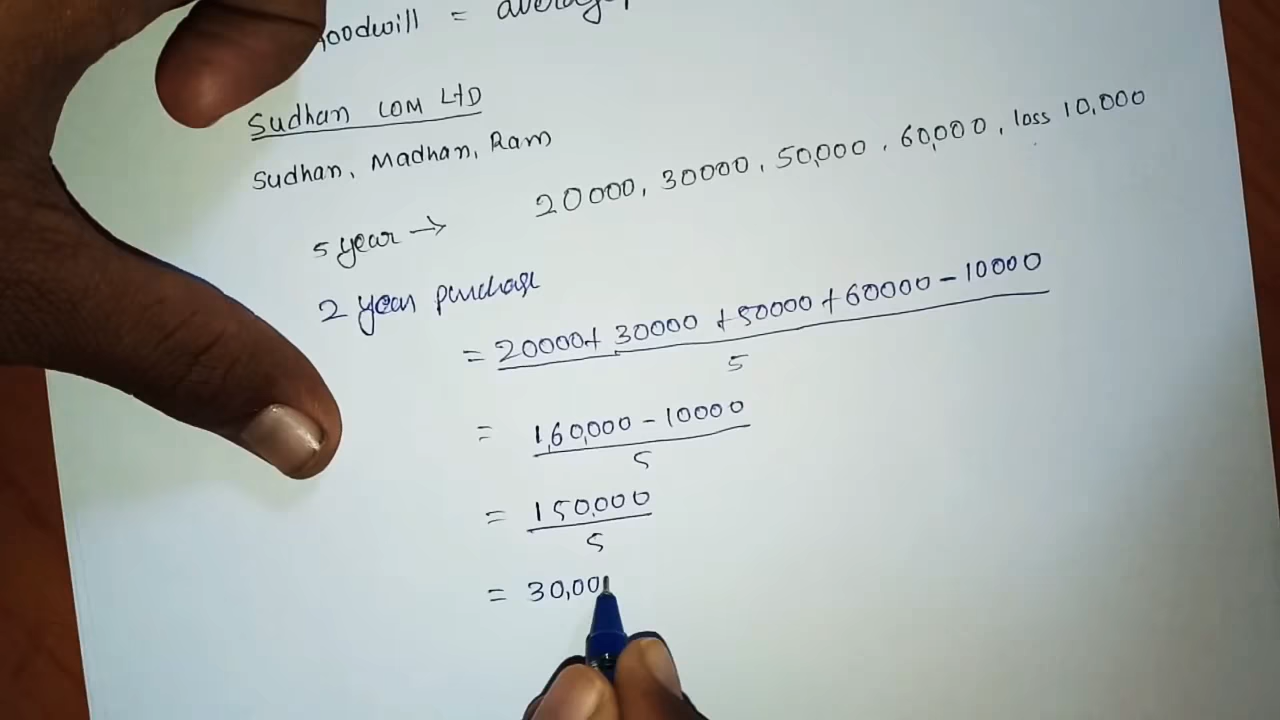 Goodwill = average
Sudhan COM LTD
Sudhan, Madhan, Ram
5 year → 20000, 30000, 50,000, 60,000, loss 10,000
2 year purchase
= 20000+ 30000 + 50000 + 60000 - 10000
5
= 1,60,000 - 10000
5
= 150,000
5
= 30,00